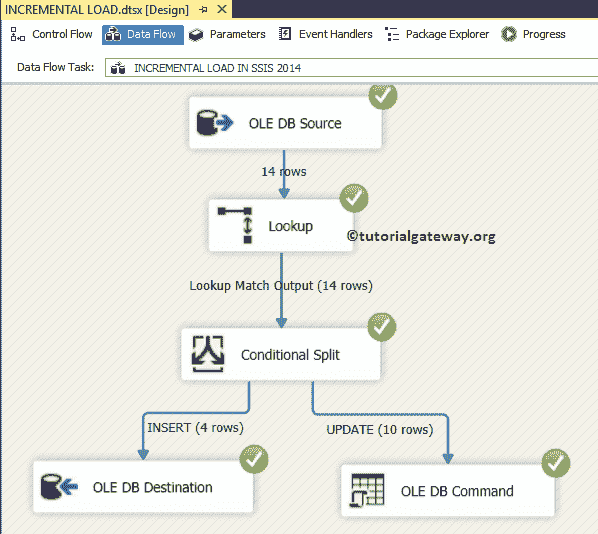 INCREMENTAL LOAD.dtsx [Design]
Control Flow Data Flow Parameters Event Handlers Package Explorer Progress
Data Flow Task: INCREMENTAL LOAD IN SSIS 2014
OLE DB Source
14 rows
Lookup
©tutorialgateway.org
Lookup Match Output (14 rows)
Conditional Split
INSERT (4 rows) UPDATE (10 rows)
OLE DB Destination OLE DB Command